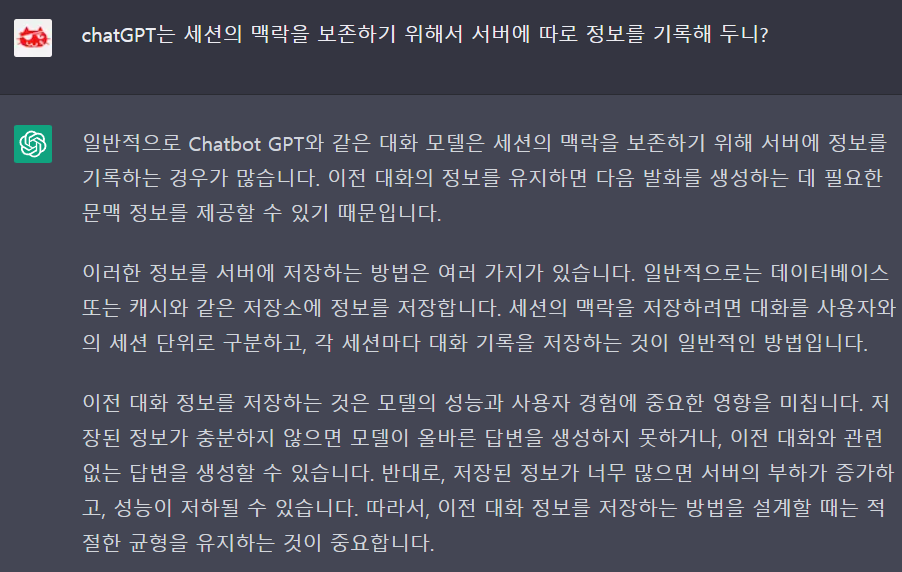 chatGPT는 세션의 맥락을 보존하기 위해서 서버에 따로 정보를 기록해 두니?
일반적으로 Chatbot GPT와 같은 대화 모델은 세션의 맥락을 보존하기 위해 서버에 정보를
기록하는 경우가 많습니다. 이전 대화의 정보를 유지하면 다음 발화를 생성하는 데 필요한
문맥 정보를 제공할 수 있기 때문입니다.
이러한 정보를 서버에 저장하는 방법은 여러 가지가 있습니다. 일반적으로는 데이터베이스
또는 캐시와 같은 저장소에 정보를 저장합니다. 세션의 맥락을 저장하려면 대화를 사용자와
의 세션 단위로 구분하고, 각 세션마다 대화 기록을 저장하는 것이 일반적인 방법입니다.
이전 대화 정보를 저장하는 것은 모델의 성능과 사용자 경험에 중요한 영향을 미칩니다. 저
장된 정보가 충분하지 않으면 모델이 올바른 답변을 생성하지 못하거나, 이전 대화와 관련
없는 답변을 생성할 수 있습니다. 반대로, 저장된 정보가 너무 많으면 서버의 부하가 증가하
고, 성능이 저하될 수 있습니다. 따라서, 이전 대화 정보를 저장하는 방법을 설계할 때는 적
절한 균형을 유지하는 것이 중요합니다.